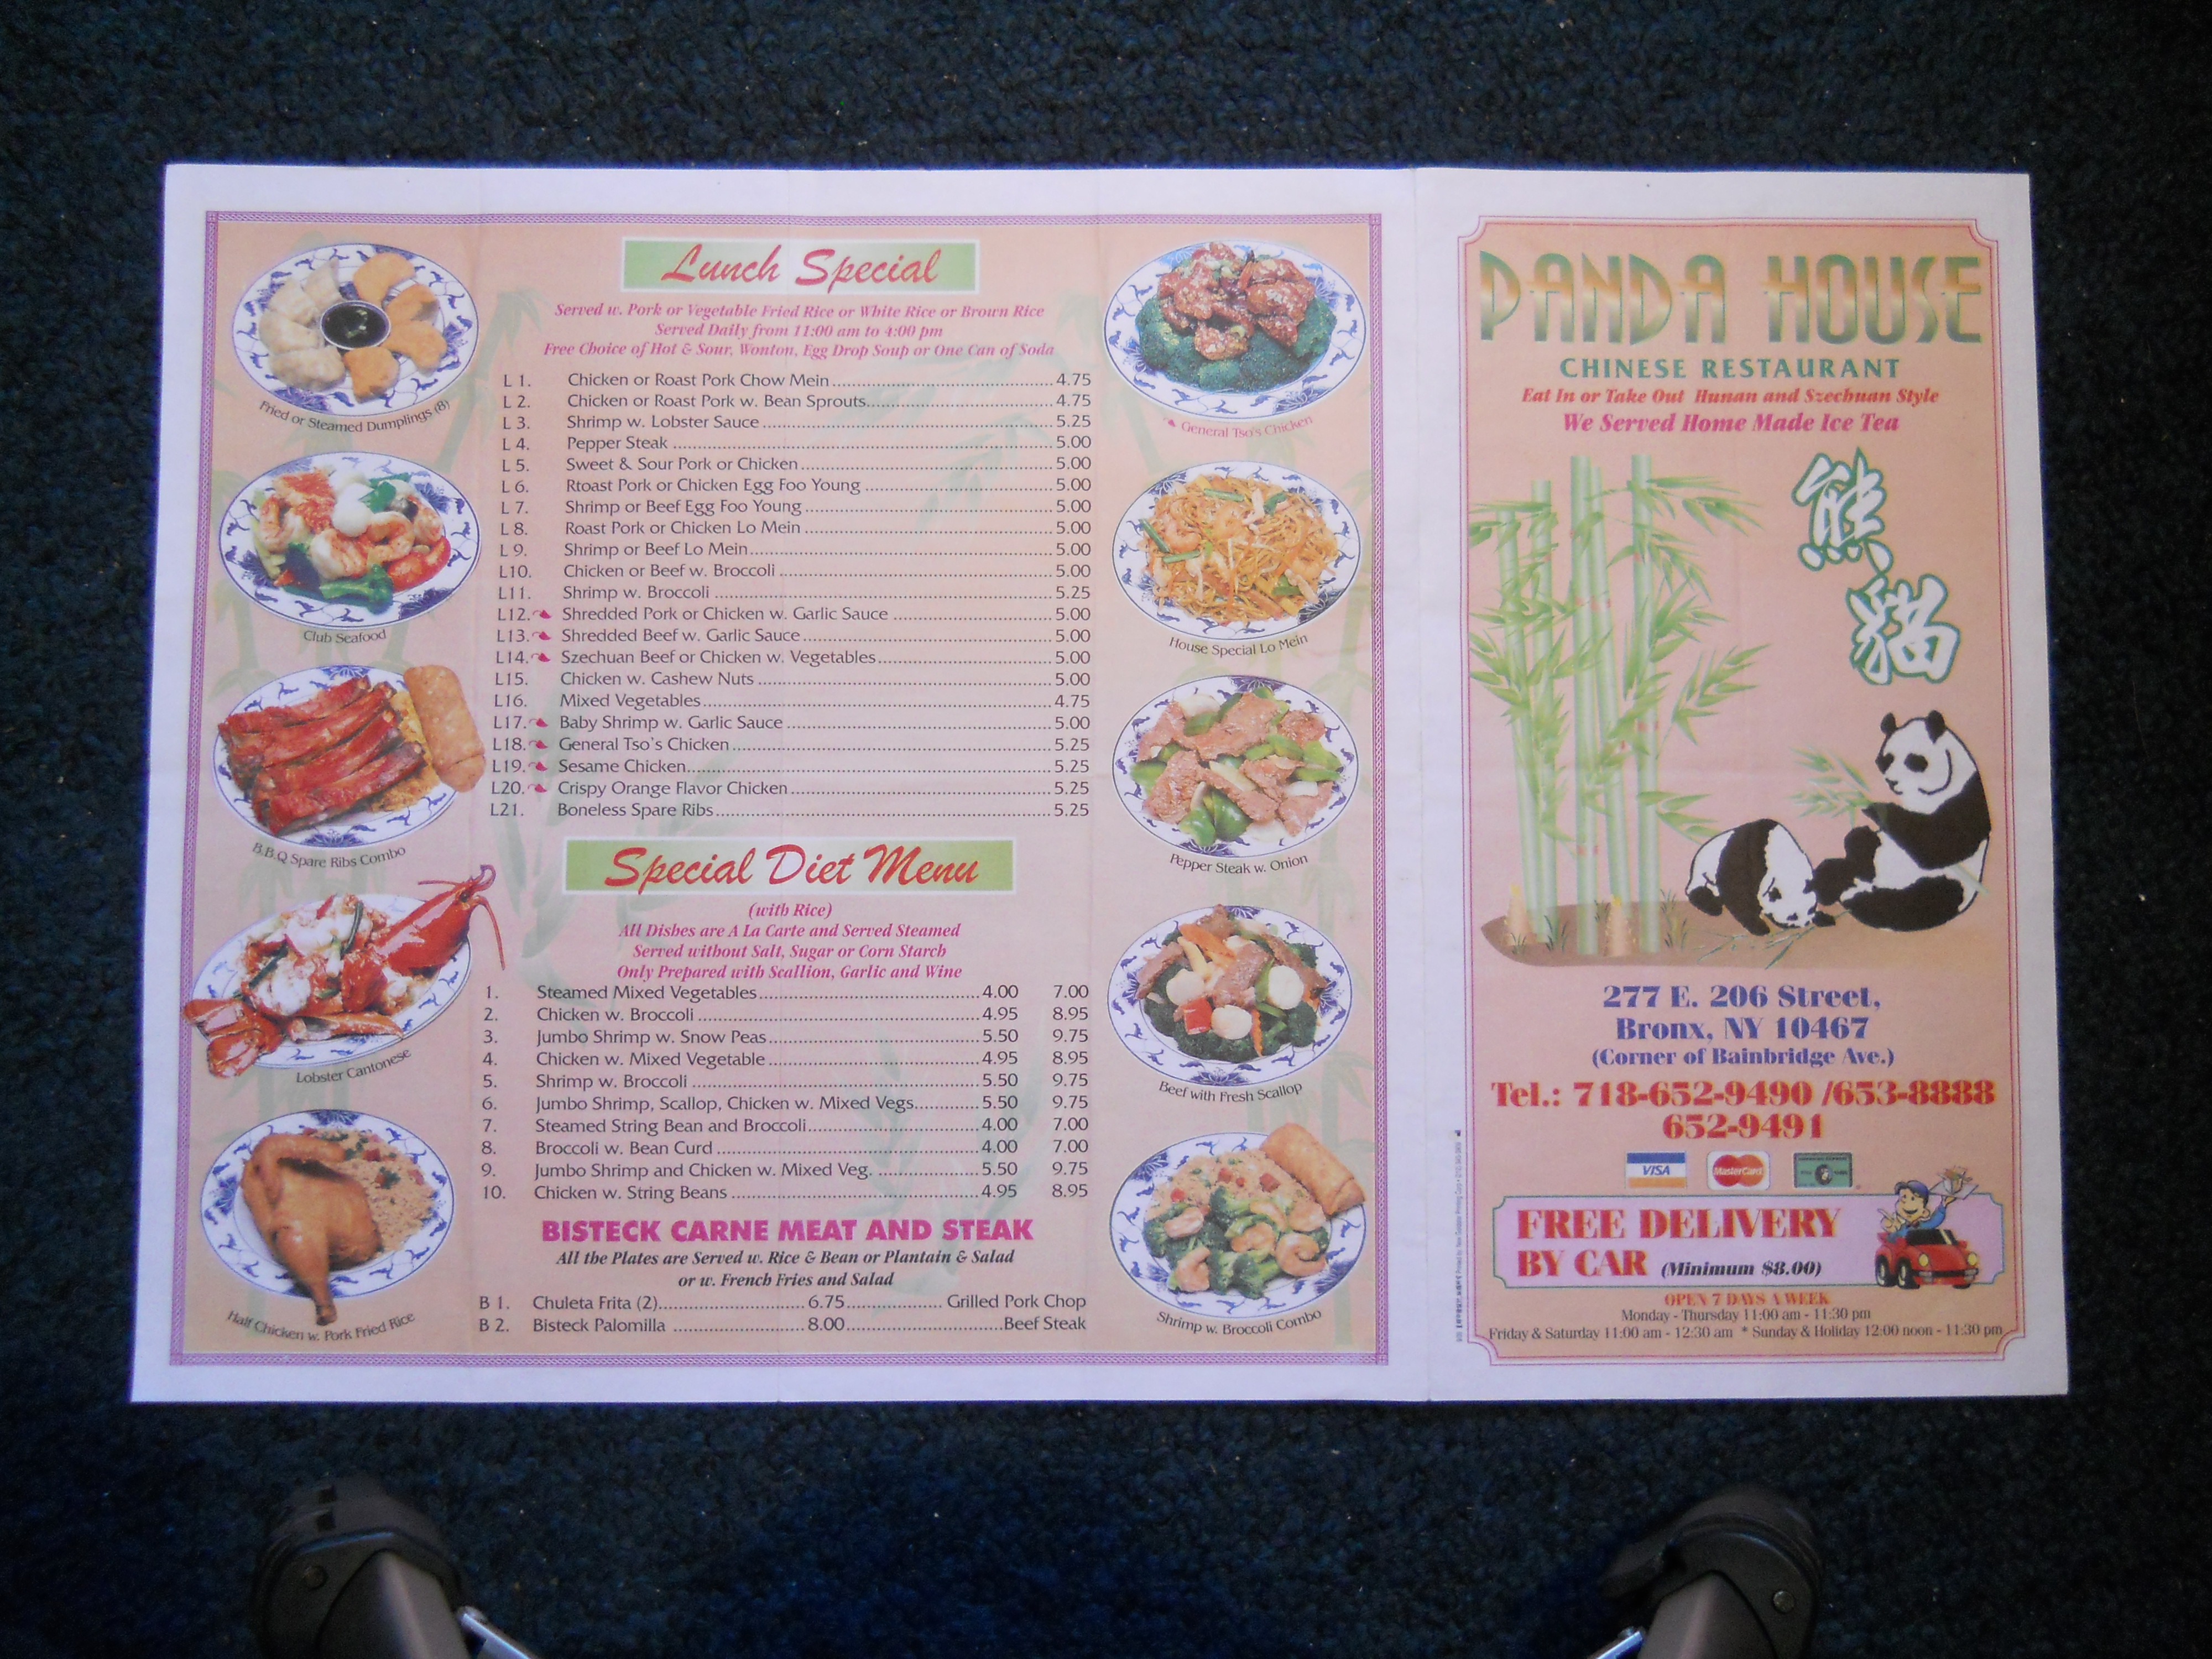 Lunch Special
Served w. Pork or Vegetable Fried Rice or White Rice or Brown Rice
Served Daily from 11:00 am to 4:00 pm
Free Choice of Hot & Sour, Wonton, Egg Drop Soup or One Can of Soda
L 1. Chicken or Roast Pork Chow Mein 4.75
L 2. Chicken or Roast Pork w. Bean Sprouts 4.75
L 3. Shrimp w. Lobster Sauce 5.25
L 4. Pepper Steak 5.00
L 5. Sweet & Sour Pork or Chicken 5.00
L 6. Rtoast Pork or Chicken Egg Foo Young 5.00
L 7. Shrimp or Beef Egg Foo Young 5.00
L 8. Roast Pork or Chicken Lo Mein 5.00
L 9. Shrimp or Beef Lo Mein 5.00
L10. Chicken or Beef w. Broccoli 5.00
L11. Shrimp w. Broccoli 5.25
L12. Shredded Pork or Chicken w. Garlic Sauce 5.00
L13. Shredded Beef w. Garlic Sauce 5.00
L14. Szechuan Beef or Chicken w. Vegetables 5.00
L15. Chicken w. Cashew Nuts 5.00
L16. Mixed Vegetables 4.75
L17. Baby Shrimp w. Garlic Sauce 5.00
L18. General Tso's Chicken 5.25
L19. Sesame Chicken 5.25
L20. Crispy Orange Flavor Chicken 5.25
L21. Boneless Spare Ribs 5.25
Special Diet Menu
(with Rice)
All Dishes are A La Carte and Served Steamed
Served without Salt, Sugar or Corn Starch
Only Prepared with Scallion, Garlic and Wine
1. Steamed Mixed Vegetables 4.00 7.00
2. Chicken w. Broccoli 4.95 8.95
3. Jumbo Shrimp w. Snow Peas 5.50 9.75
4. Chicken w. Mixed Vegetable 4.95 8.95
5. Shrimp w. Broccoli 5.50 9.75
6. Jumbo Shrimp, Scallop, Chicken w. Mixed Vegs 5.50 9.75
7. Steamed String Bean and Broccoli 4.00 7.00
8. Broccoli w. Bean Curd 4.00 7.00
9. Jumbo Shrimp and Chicken w. Mixed Veg. 5.50 9.75
10. Chicken w. String Beans 4.95 8.95
BISTECK CARNE MEAT AND STEAK
All the Plates are Served w. Rice & Bean or Plantain & Salad
or w. French Fries and Salad
B 1. Chuleta Frita (2) 6.75 Grilled Pork Chop
B 2. Bisteck Palomilla 8.00 Beef Steak
Fried or Steamed Dumplings (8)
Club Seafood
B.B.Q Spare Ribs Combo
Lobster Cantonese
Half Chicken w. Pork Fried Rice
General Tso's Chicken
House Special Lo Mein
Pepper Steak w. Onion
Beef with Fresh Scallop
Shrimp w. Broccoli Combo
PANDA HOUSE
CHINESE RESTAURANT
Eat In or Take Out Hunan and Szechuan Style
We Served Home Made Ice Tea
熊
貓
277 E. 206 Street,
Bronx, NY 10467
(Corner of Bainbridge Ave.)
Tel.: 718-652-9490 /653-8888
652-9491
VISA
MasterCard
FREE DELIVERY
BY CAR (Minimum $8.00)
OPEN 7 DAYS A WEEK
Monday - Thursday 11:00 am - 11:30 pm
Friday & Saturday 11:00 am - 12:30 am * Sunday & Holiday 12:00 noon - 11:30 pm